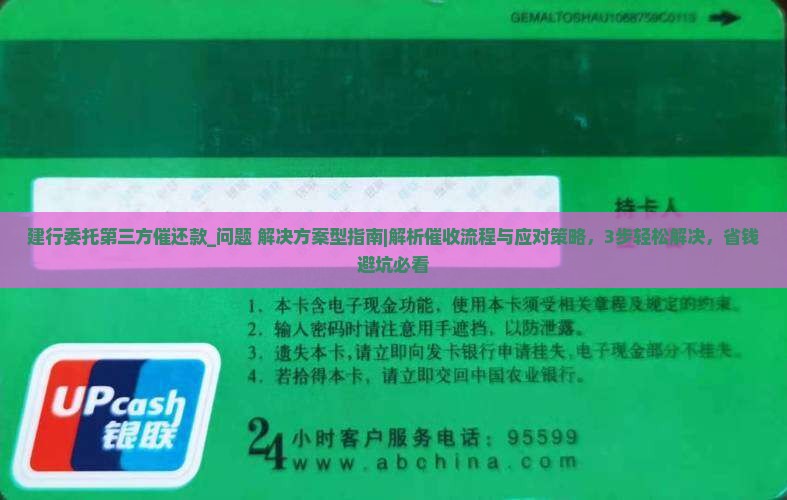 GEMALTOSHAU1068759C0119
持卡人
建行委托第三方催还款_问题 解决方案型指南|解析催收流程与应对策略，3步轻松解决，省钱
避坑必看
1．本卡含电子现金功能，使用本卡须受相关章程及规定的约束。
2．输入密码时请注意用手遮挡，以防泄露。
3．遗失本卡,请立即向发卡银行申请挂失,电子现金部分不挂失。
4．若拾得本卡，请立即交回中国农业银行。
UPcash
银联
24小时客户服务电话：95599
www.abchina.com